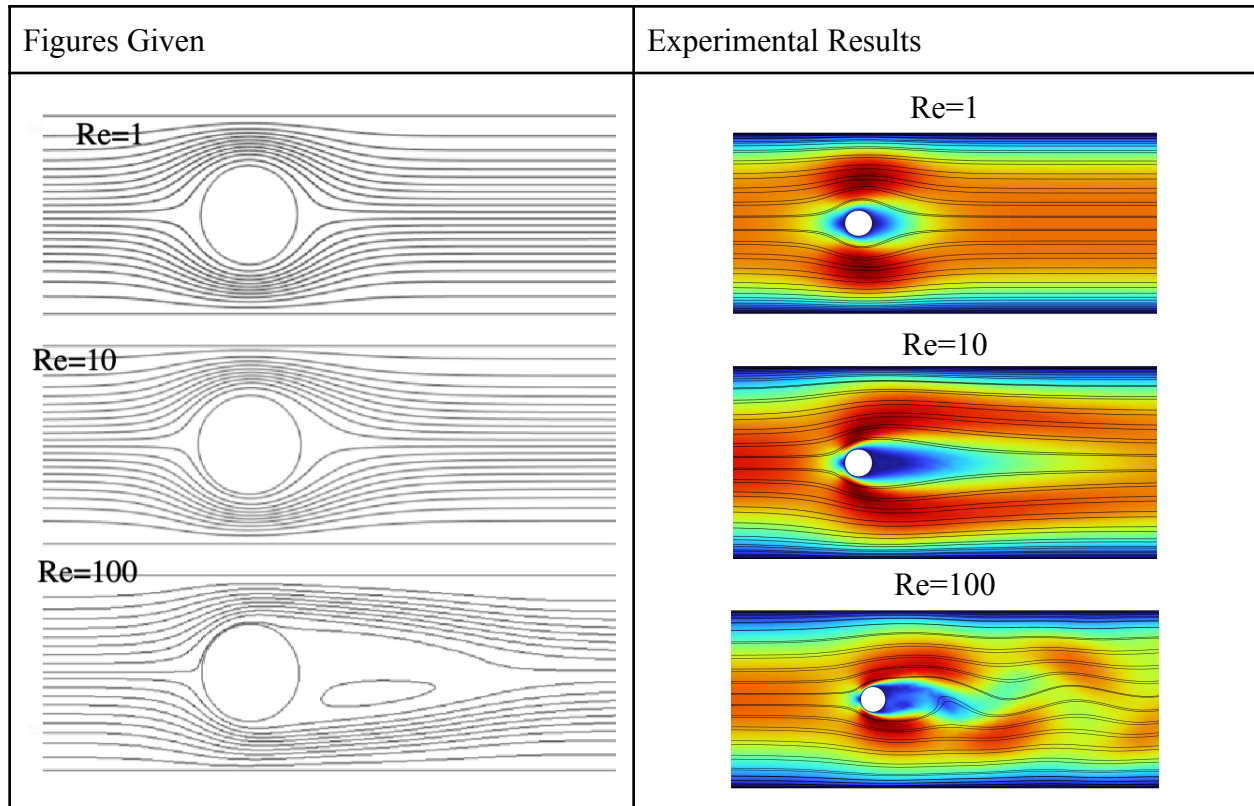 Figures Given
Experimental Results
Re=1
Re=10
Re=100
Re=1
Re=10
Re=100